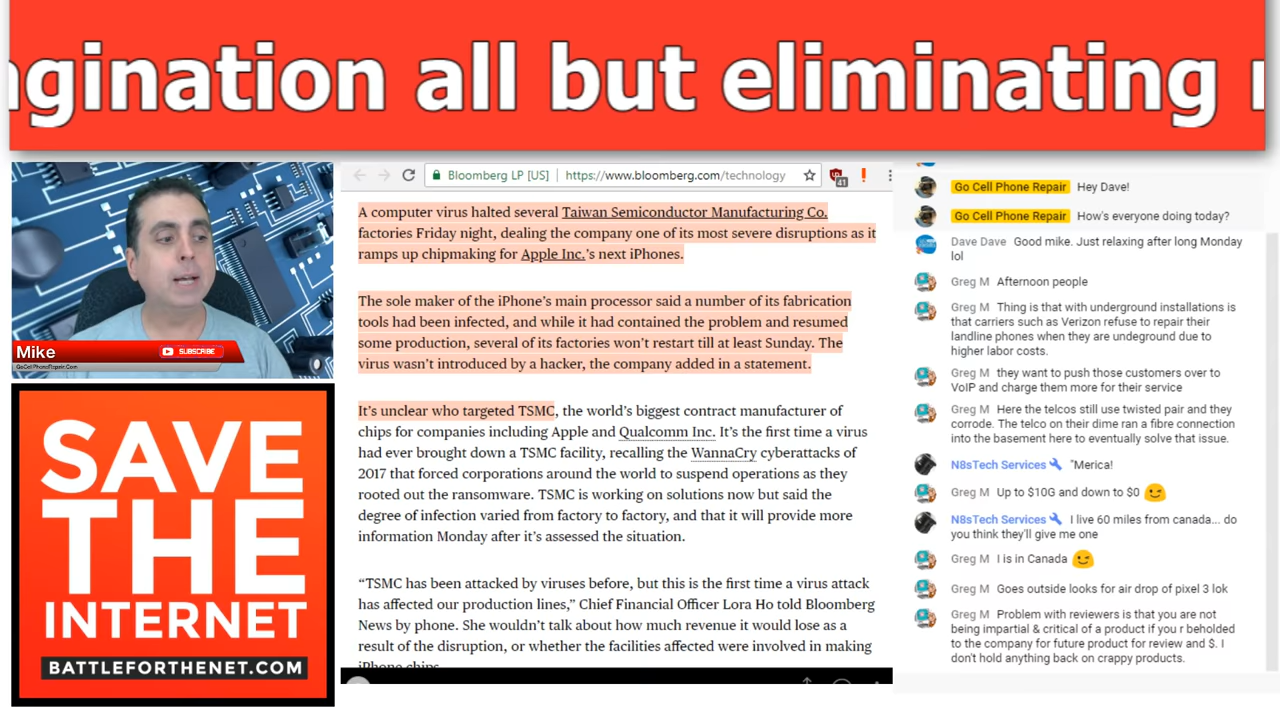 agination all but eliminating
Bloomberg LP [US] | https://www.bloomberg.com/technology
41
A computer virus halted several Taiwan Semiconductor Manufacturing Co.
factories Friday night, dealing the company one of its most severe disruptions as it
ramps up chipmaking for Apple Inc.'s next iPhones.
The sole maker of the iPhone's main processor said a number of its fabrication
tools had been infected, and while it had contained the problem and resumed
some production, several of its factories won't restart till at least Sunday. The
virus wasn't introduced by a hacker, the company added in a statement.
It's unclear who targeted TSMC, the world's biggest contract manufacturer of
chips for companies including Apple and Qualcomm Inc. It's the first time a virus
had ever brought down a TSMC facility, recalling the WannaCry cyberattacks of
2017 that forced corporations around the world to suspend operations as they
rooted out the ransomware. TSMC is working on solutions now but said the
degree of infection varied from factory to factory, and that it will provide more
information Monday after it's assessed the situation.
“TSMC has been attacked by viruses before, but this is the first time a virus attack
has affected our production lines,” Chief Financial Officer Lora Ho told Bloomberg
News by phone. She wouldn't talk about how much revenue it would lose as a
result of the disruption, or whether the facilities affected were involved in making
iPhone chips.
Mike
SUBSCRIBE
GoCellPhoneRepair.Com
SAVE
THE
INTERNET
BATTLEFORTHENET.COM
Go Cell Phone Repair Hey Dave!
Go Cell Phone Repair How's everyone doing today?
Dave Dave Good mike. Just relaxing after long Monday
lol
Greg M Afternoon people
Greg M Thing is that with underground installations is
that carriers such as Verizon refuse to repair their
landline phones when they are undeground due to
higher labor costs.
Greg M they want to push those customers over to
VoIP and charge them more for their service
Greg M Here the telcos still use twisted pair and they
corrode. The telco on their dime ran a fibre connection
into the basement here to eventually solve that issue.
N8sTech Services "Merica!
Greg M Up to $10G and down to $0
N8sTech Services I live 60 miles from canada... do
you think they'll give me one
Greg M I is in Canada
Greg M Goes outside looks for air drop of pixel 3 lok
Greg M Problem with reviewers is that you are not
being impartial & critical of a product if you r beholded
to the company for future product for review and $. I
don't hold anything back on crappy products.